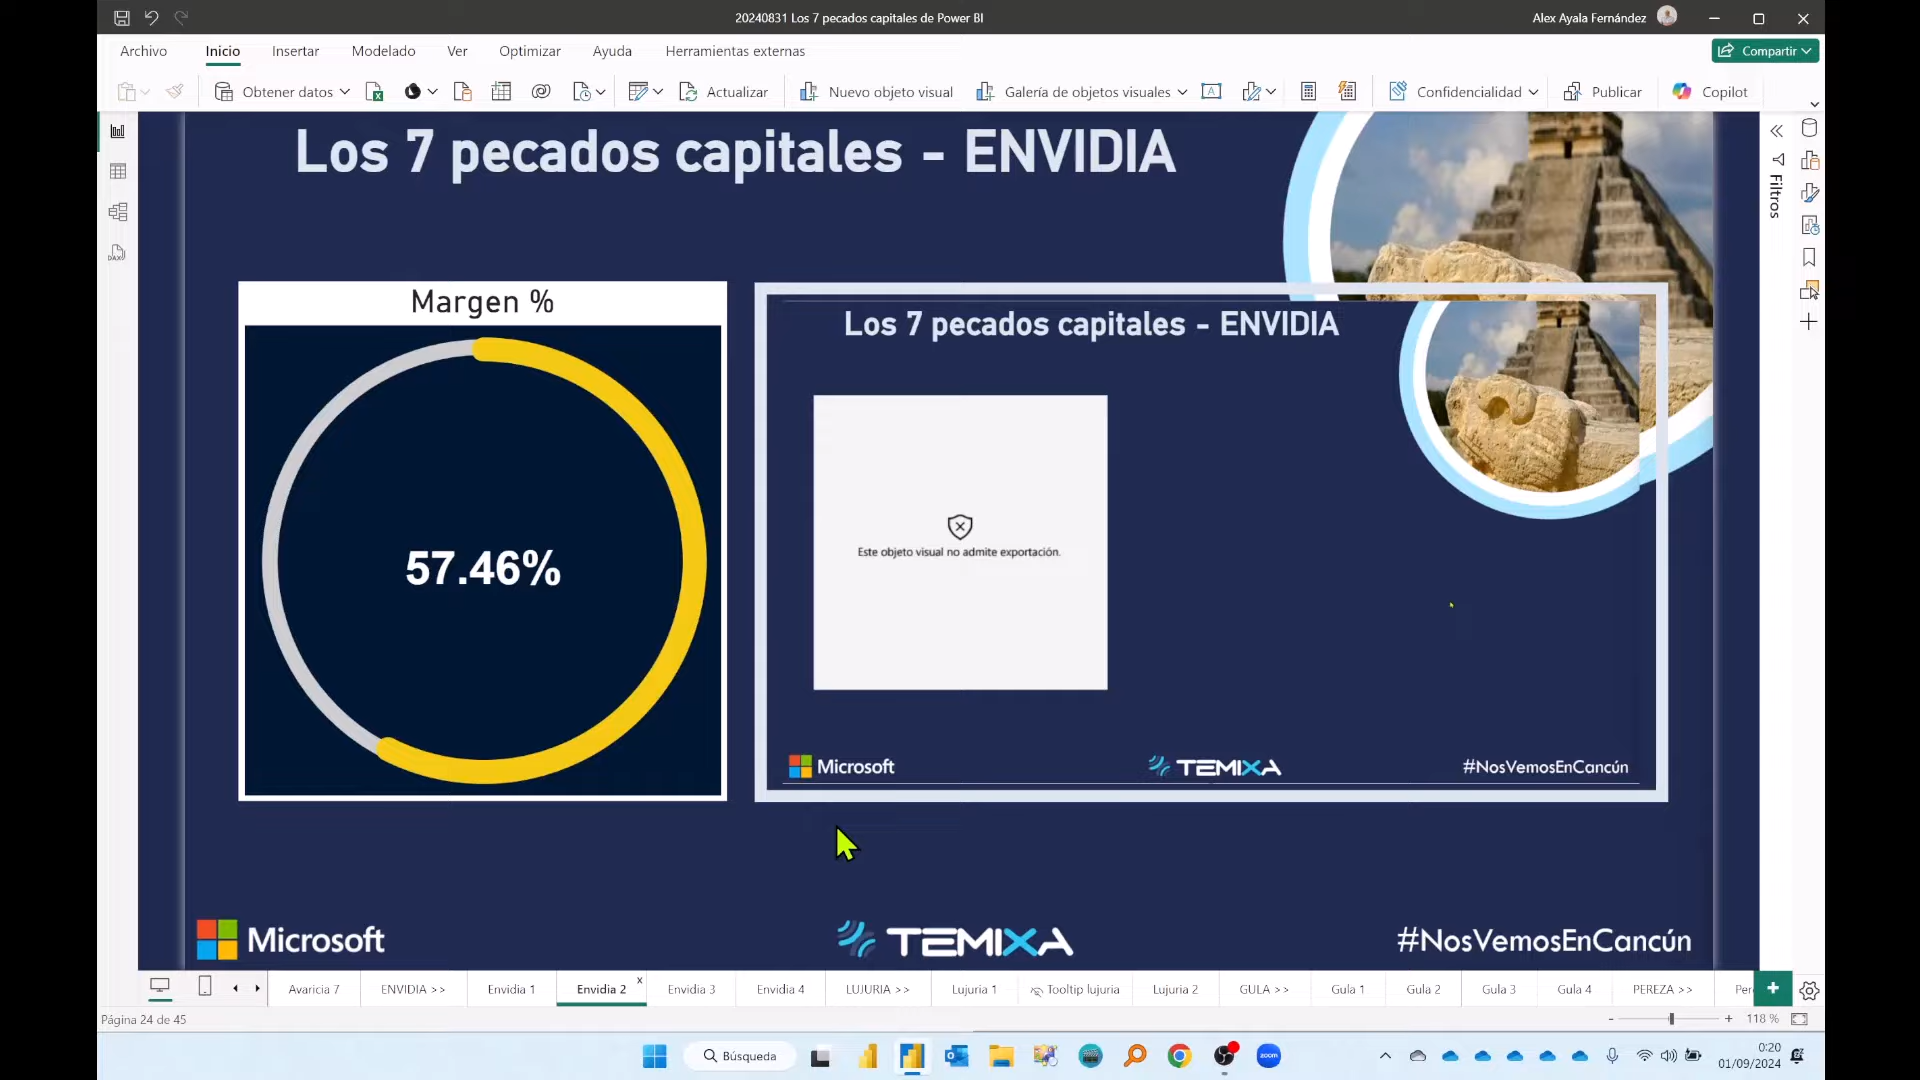 20240831 Los 7 pecados capitales de Power BI
Alex Ayala Fernández
Archivo
Inicio
Insertar
Modelado
Ver
Optimizar
Ayuda
Herramientas externas
Compartir
Obtener datos
Actualizar
Nuevo objeto visual
Galería de objetos visuales
Confidencialidad
Publicar
Copilot
DAX
Filtros
Los 7 pecados capitales - ENVIDIA
Margen %
57.46%
Los 7 pecados capitales - ENVIDIA
Este objeto visual no admite exportación.
Microsoft
TEMIXA
#NosVemosEnCancún
Microsoft
TEMIXA
#NosVemosEnCancún
Avaricia 7
ENVIDIA >>
Envidia 1
Envidia 2
x
Envidia 3
Envidia 4
LUJURIA >>
Lujuria 1
Tooltip lujuria
Lujuria 2
GULA >>
Gula 1
Gula 2
Gula 3
Gula 4
PEREZA >>
Per
+
Página 24 de 45
- + 118 %
Búsqueda
zoom
0:20
01/09/2024